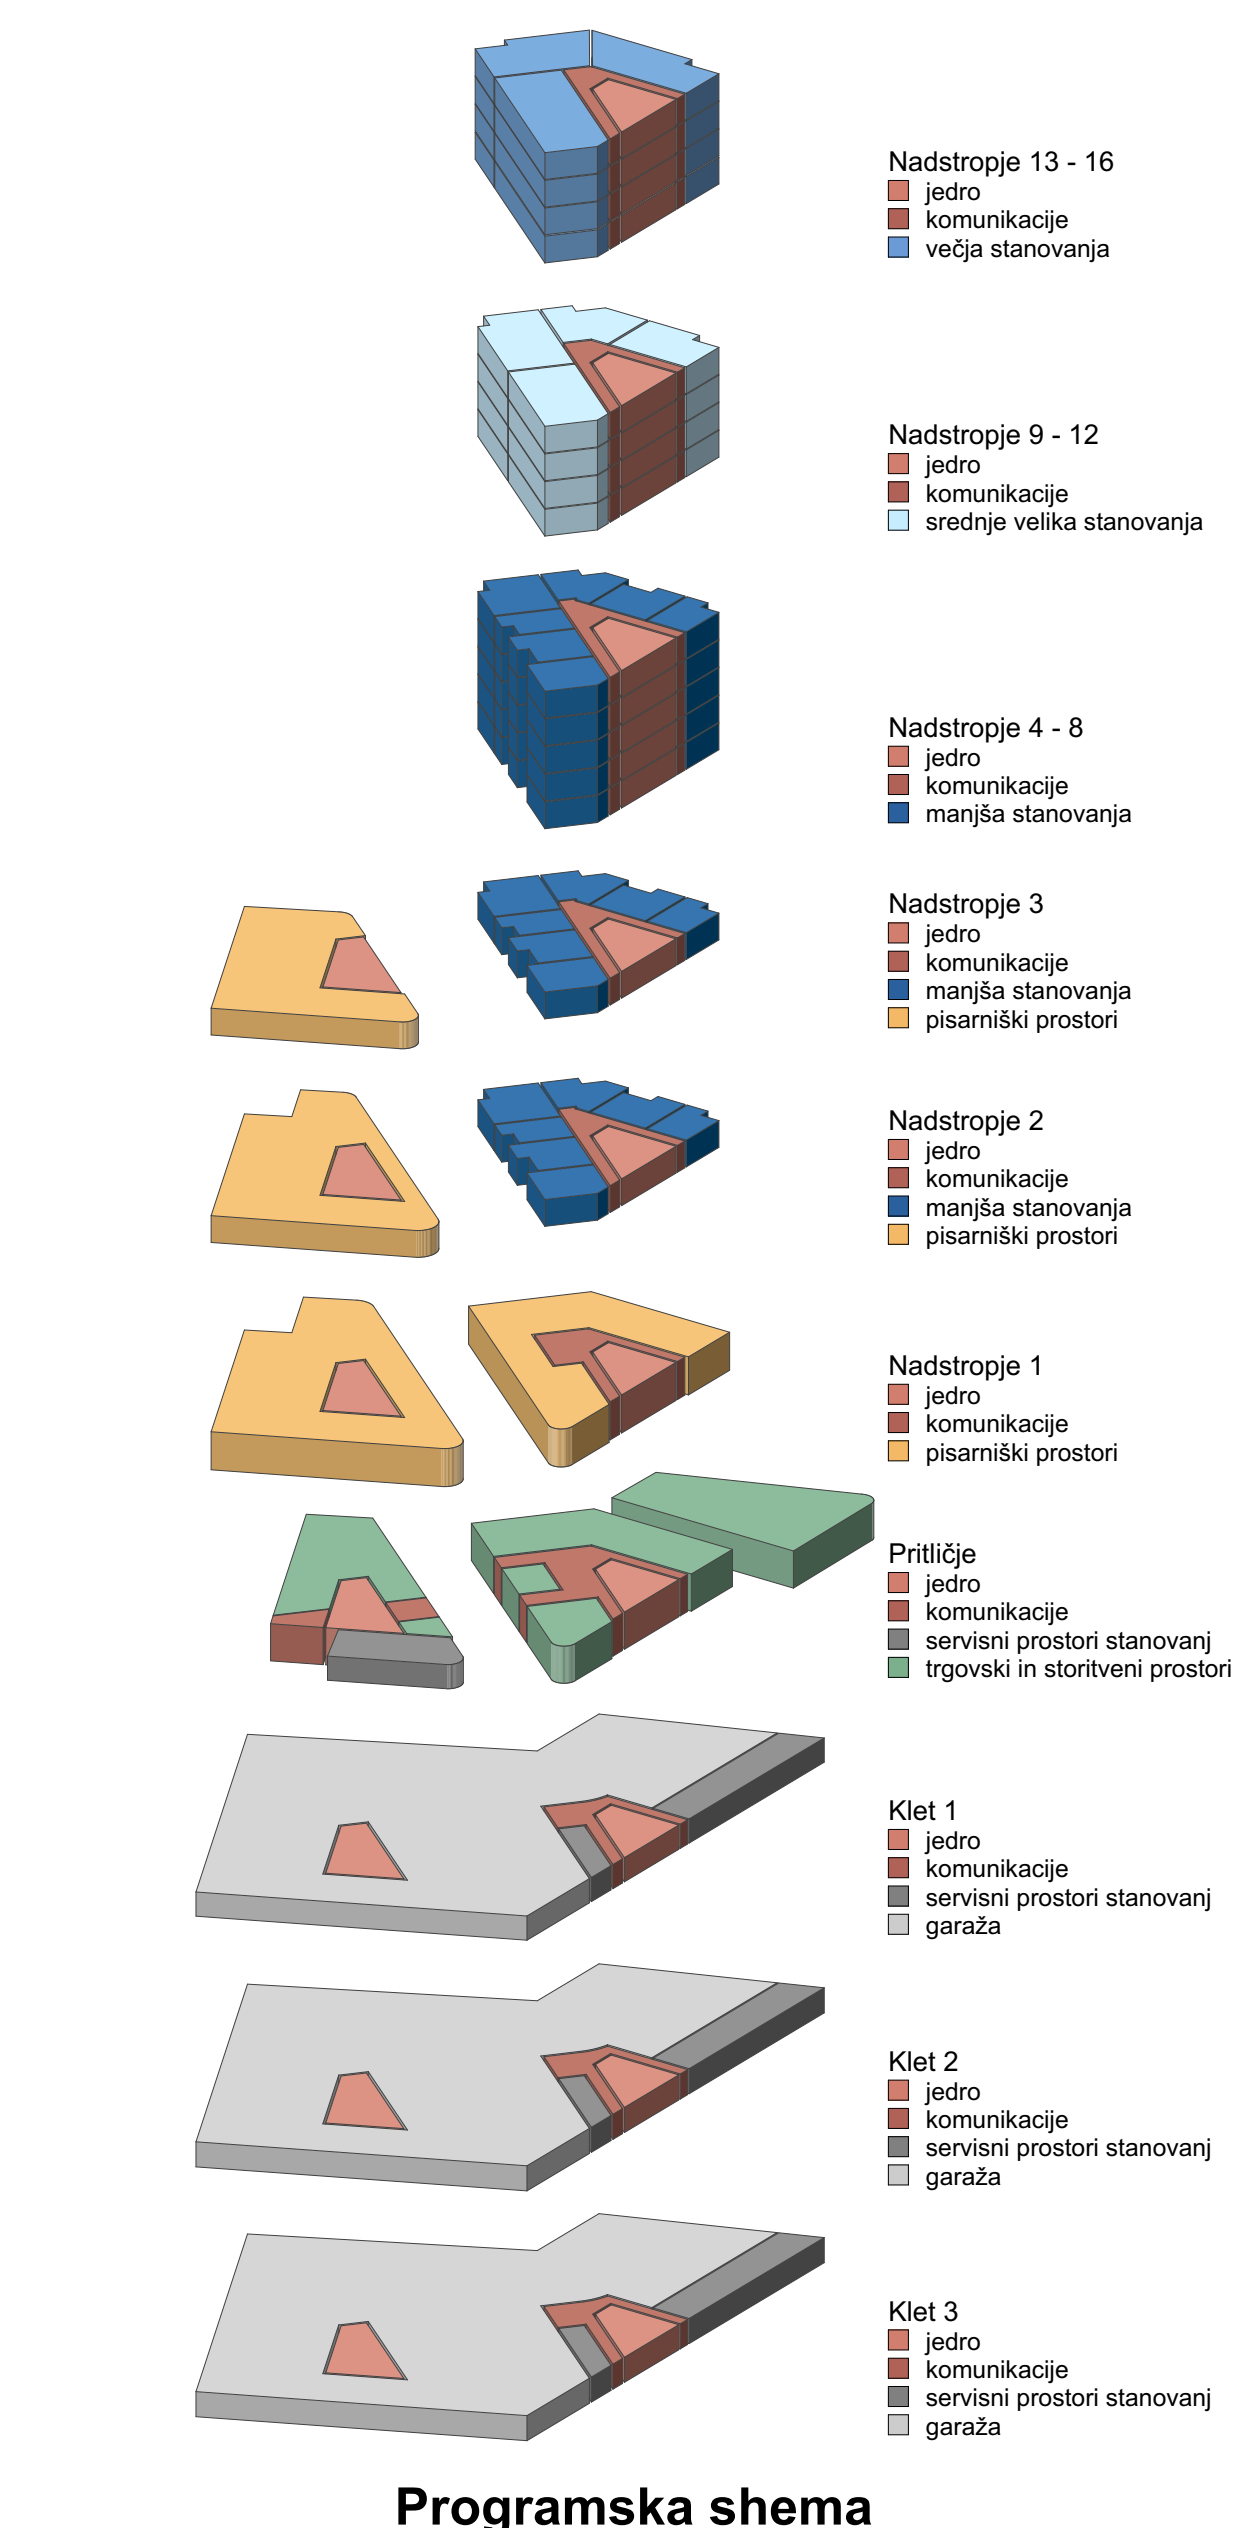 Nadstropje 13 - 16
jedro
komunikacije
večja stanovanja
Nadstropje 9 - 12
jedro
komunikacije
srednje velika stanovanja
Nadstropje 4 - 8
jedro
komunikacije
manjša stanovanja
Nadstropje 3
jedro
komunikacije
manjša stanovanja
pisarniški prostori
Nadstropje 2
jedro
komunikacije
manjša stanovanja
pisarniški prostori
Nadstropje 1
jedro
komunikacije
pisarniški prostori
Pritličje
jedro
komunikacije
servisni prostori stanovanj
trgovski in storitveni prostori
Klet 1
jedro
komunikacije
servisni prostori stanovanj
garaža
Klet 2
jedro
komunikacije
servisni prostori stanovanj
garaža
Klet 3
jedro
komunikacije
servisni prostori stanovanj
garaža
Programska shema